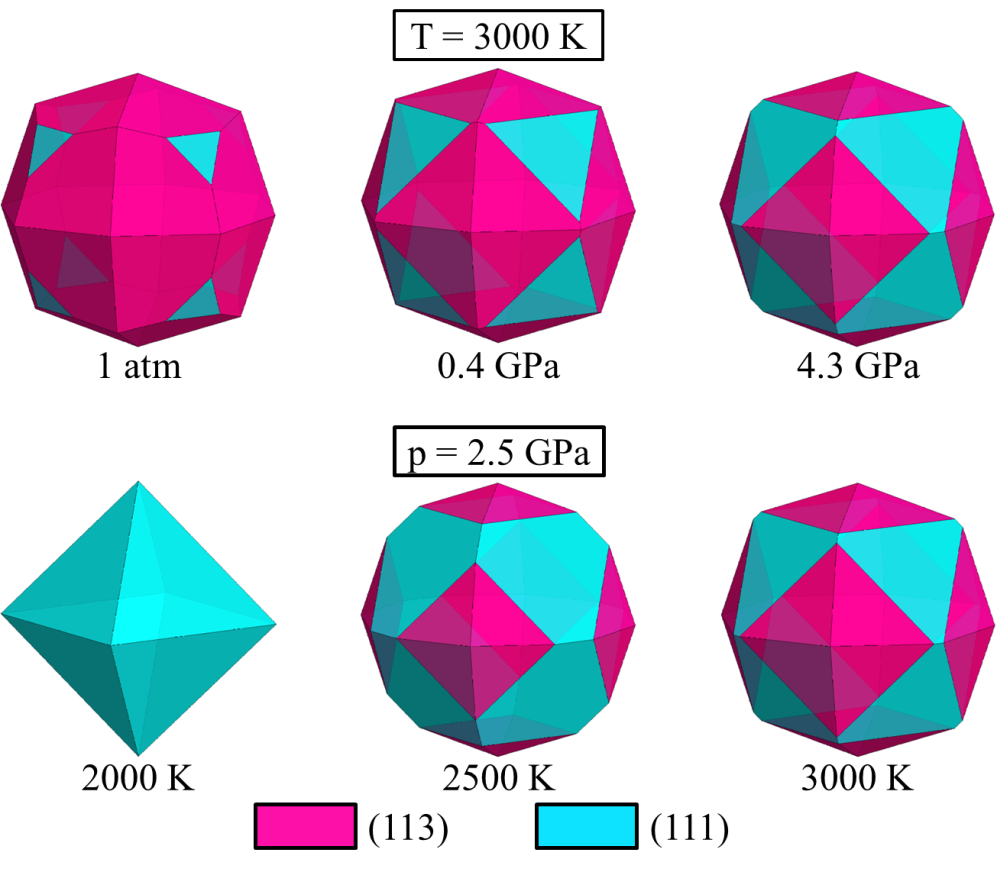 T = 3000 K
1 atm
0.4 GPa
4.3 GPa
p = 2.5 GPa
2000 K
2500 K
3000 K
(113)
(111)